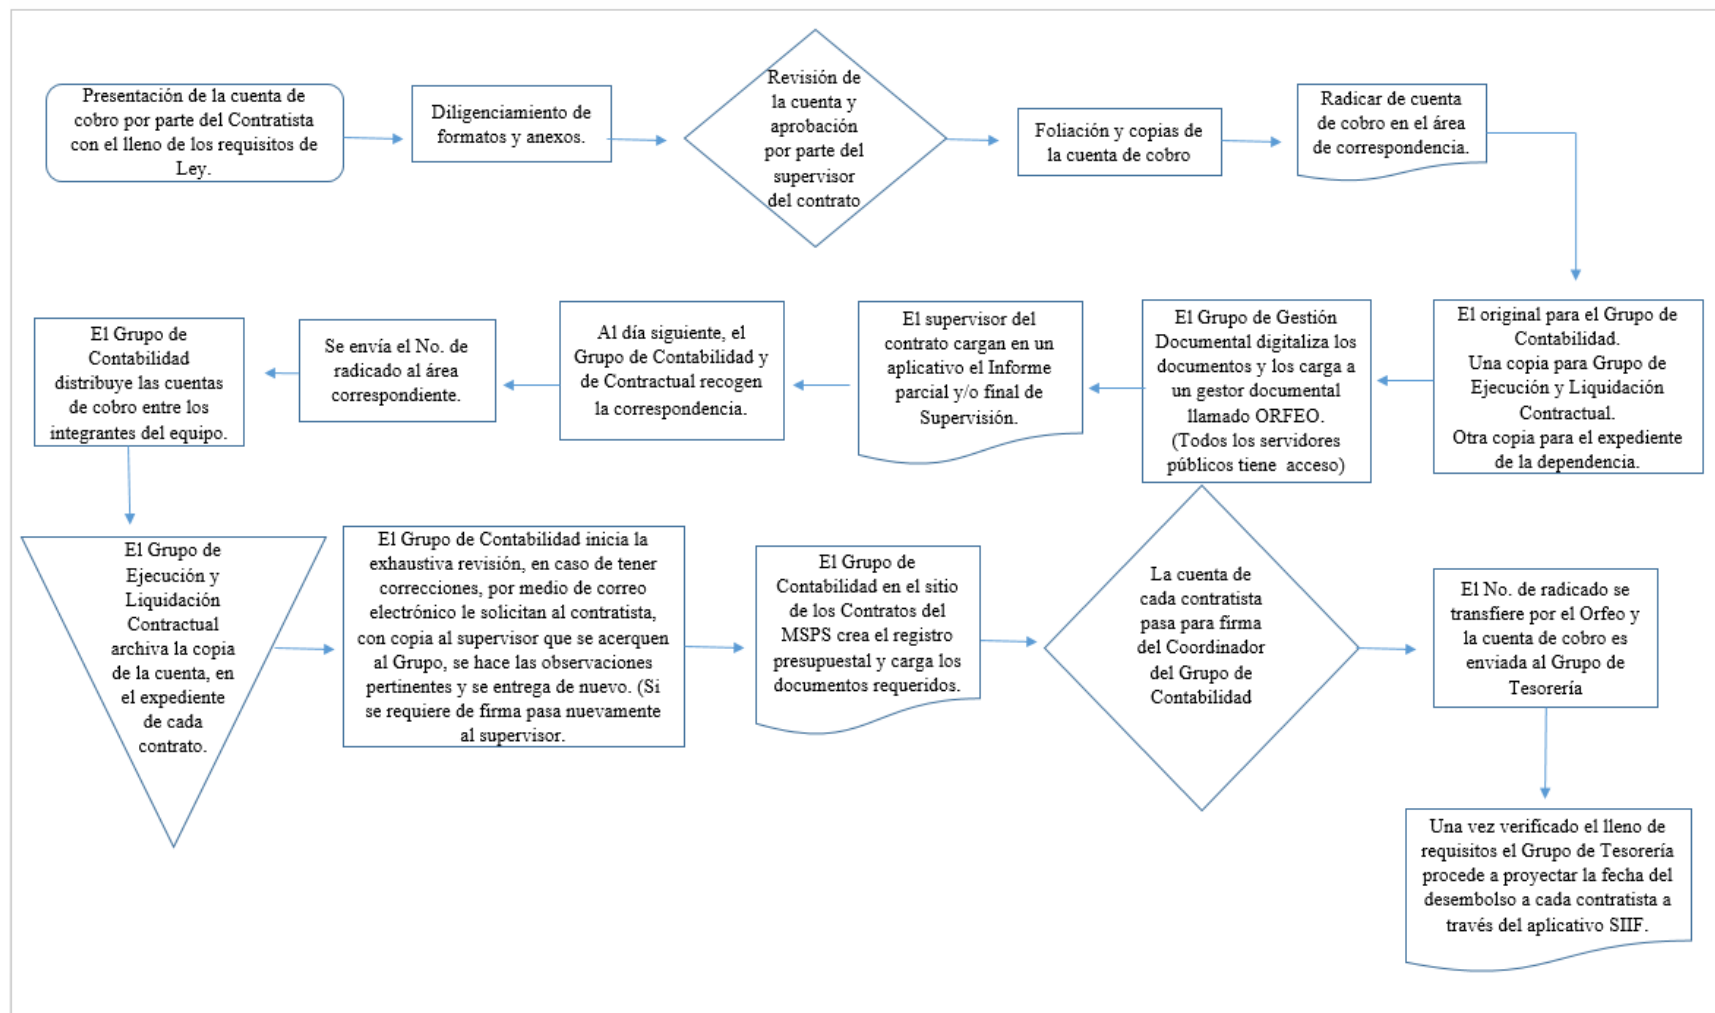 Presentación de la cuenta de
cobro por parte del Contratista
con el lleno de los requisitos de
Ley.
Diligenciamiento de
formatos y anexos.
Revisión de
la cuenta y
aprobación
por parte del
supervisor
del contrato
Foliación y copias de
la cuenta de cobro
Radicar de cuenta
de cobro en el área
de correspondencia.
El original para el Grupo de
Contabilidad.
Una copia para Grupo de
Ejecución y Liquidación
Contractual.
Otra copia para el expediente
de la dependencia.
El Grupo de Gestión
Documental digitaliza los
documentos y los carga a
un gestor documental
llamado ORFEO.
(Todos los servidores
públicos tiene acceso)
El supervisor del
contrato cargan en un
aplicativo el Informe
parcial y/o final de
Supervisión.
Al día siguiente, el
Grupo de Contabilidad y
de Contractual recogen
la correspondencia.
Se envía el No. de
radicado al área
correspondiente.
El Grupo de
Contabilidad
distribuye las cuentas
de cobro entre los
integrantes del equipo.
El Grupo de
Ejecución y
Liquidación
Contractual
archiva la copia
de la cuenta, en
el expediente
de cada
contrato.
El Grupo de Contabilidad inicia la
exhaustiva revisión, en caso de tener
correcciones, por medio de correo
electrónico le solicitan al contratista,
con copia al supervisor que se acerquen
al Grupo, se hace las observaciones
pertinentes y se entrega de nuevo. (Si
se requiere de firma pasa nuevamente
al supervisor.
El Grupo de
Contabilidad en el sitio
de los Contratos del
MSPS crea el registro
presupuestal y carga los
documentos requeridos.
La cuenta de
cada contratista
pasa para firma
del Coordinador
del Grupo de
Contabilidad
El No. de radicado se
transfiere por el Orfeo y
la cuenta de cobro es
enviada al Grupo de
Tesorería
Una vez verificado el lleno de
requisitos el Grupo de Tesorería
procede a proyectar la fecha del
desembolso a cada contratista a
través del aplicativo SIIF.